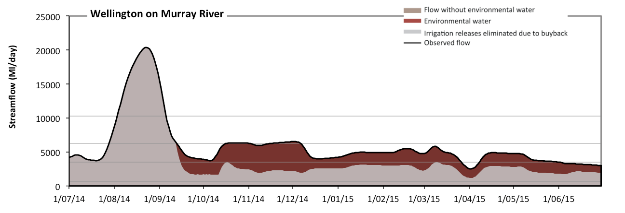 Wellington on Murray River
Flow without environmental water
Environmental water
Irrigation releases eliminated due to buyback
Observed flow
Streamflow (Ml/day)
25000
20000
15000
10000
5000
0
1/07/14 1/08/14 1/09/14 1/10/14 1/11/14 1/12/14 1/01/15 1/02/15 1/03/15 1/04/15 1/05/15 1/06/15